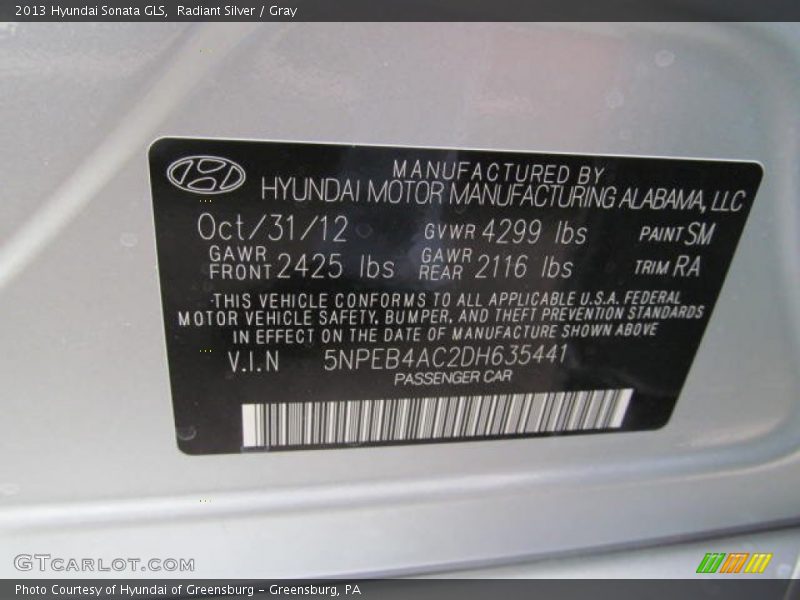 2013 Hyundai Sonata GLS, Radiant Silver / Gray
MANUFACTURED BY
HYUNDAI MOTOR MANUFACTURING ALABAMA, LLC
Oct/31/12 GVWR 4299 lbs PAINT SM
GAWR FRONT 2425 lbs GAWR REAR 2116 lbs TRIM RA
THIS VEHICLE CONFORMS TO ALL APPLICABLE U.S.A. FEDERAL
MOTOR VEHICLE SAFETY, BUMPER, AND THEFT PREVENTION STANDARDS
IN EFFECT ON THE DATE OF MANUFACTURE SHOWN ABOVE
V.I.N 5NPEB4AC2DH635441
PASSENGER CAR
GTCARLOT.COM
Photo Courtesy of Hyundai of Greensburg - Greensburg, PA